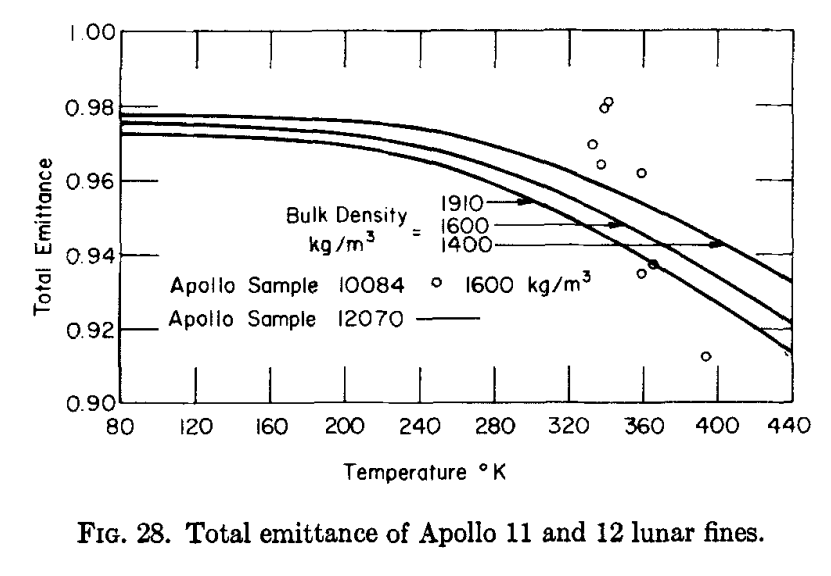 1.00
0.98
0.96
0.94
0.92
0.90
Total Emittance
Bulk Density
kg/m³
=
1910
1600
1400
Apollo Sample 10084 ○ 1600 kg/m³
Apollo Sample 12070 ——
80 120 160 200 240 280 320 360 400 440
Temperature °K
FIG. 28. Total emittance of Apollo 11 and 12 lunar fines.